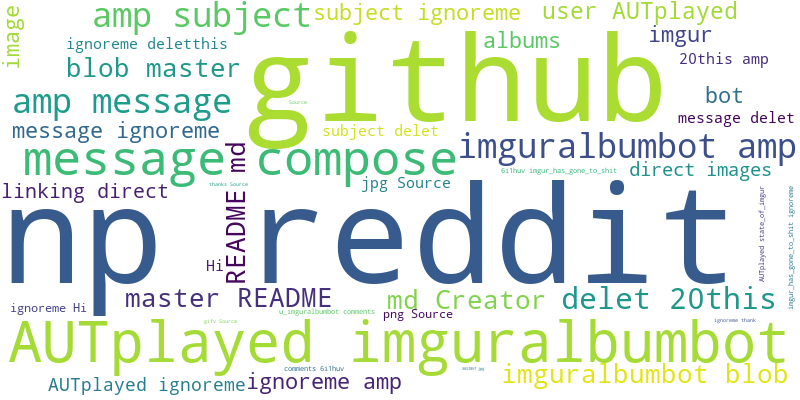 amp subject
subject ignoreme
user AUTplayed
image
ignoreme deletthis
github
albums
imgur
blob master
20this amp
amp message
Source
bot
message ignoreme
subject delet
message delet
message compose
imguralbumbot amp
README md
jpg Source
6ilhuv imgur_has_gone_to_shit
direct images
linking direct
thanks Source
np reddit
AUTplayed state_of_imgur
imgur_has_gone_to_shit ignoreme
Hi
master README
md Creator
delet 20this
ignoreme Hi
u_imguralbumbot comments
png Source
gifv Source
ignoreme thank
AUTplayed imguralbumbot
comments 6ilhuv
AUTplayed ignoreme
ignoreme amp
imguralbumbot blob